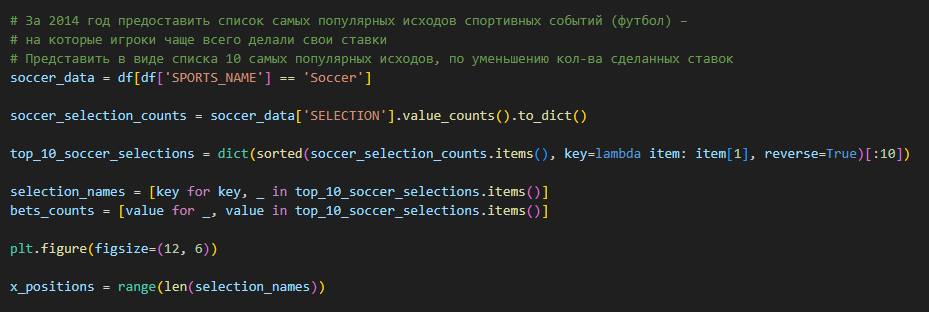 # За 2014 год предоставить список самых популярных исходов спортивных событий (футбол) –
# на которые игроки чаще всего делали свои ставки
# Представить в виде списка 10 самых популярных исходов, по уменьшению кол-ва сделанных ставок
soccer_data = df[df['SPORTS_NAME'] == 'Soccer']
soccer_selection_counts = soccer_data['SELECTION'].value_counts().to_dict()
top_10_soccer_selections = dict(sorted(soccer_selection_counts.items(), key=lambda item: item[1], reverse=True)[:10])
selection_names = [key for key, _ in top_10_soccer_selections.items()]
bets_counts = [value for _, value in top_10_soccer_selections.items()]
plt.figure(figsize=(12, 6))
x_positions = range(len(selection_names))